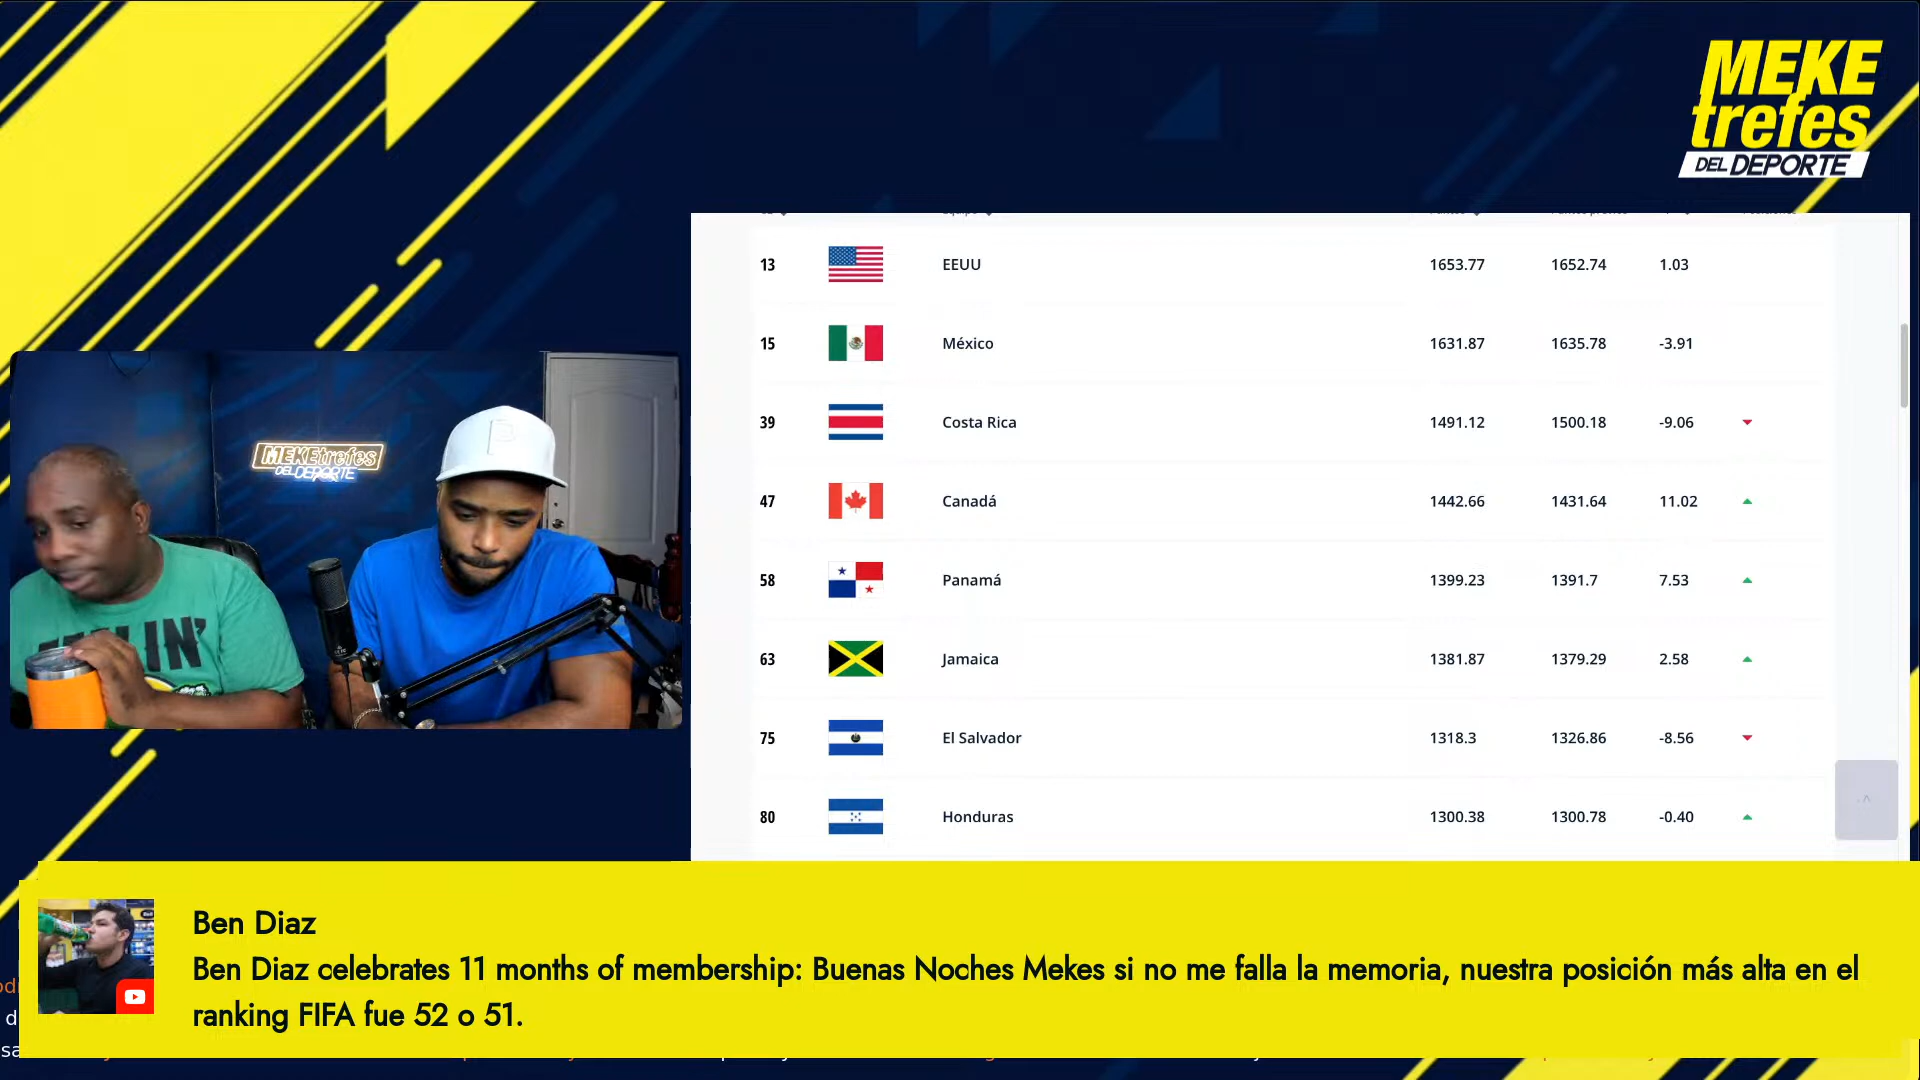 MEKE
trefes
DEL DEPORTE
13 EEUU 1653.77 1652.74 1.03
15 México 1631.87 1635.78 -3.91
39 Costa Rica 1491.12 1500.18 -9.06
47 Canadá 1442.66 1431.64 11.02
58 Panamá 1399.23 1391.7 7.53
63 Jamaica 1381.87 1379.29 2.58
75 El Salvador 1318.3 1326.86 -8.56
80 Honduras 1300.38 1300.78 -0.40
MEKEtrefes
DEL DEPORTE
Ben Diaz
Ben Diaz celebrates 11 months of membership: Buenas Noches Mekes si no me falla la memoria, nuestra posición más alta en el
ranking FIFA fue 52 o 51.